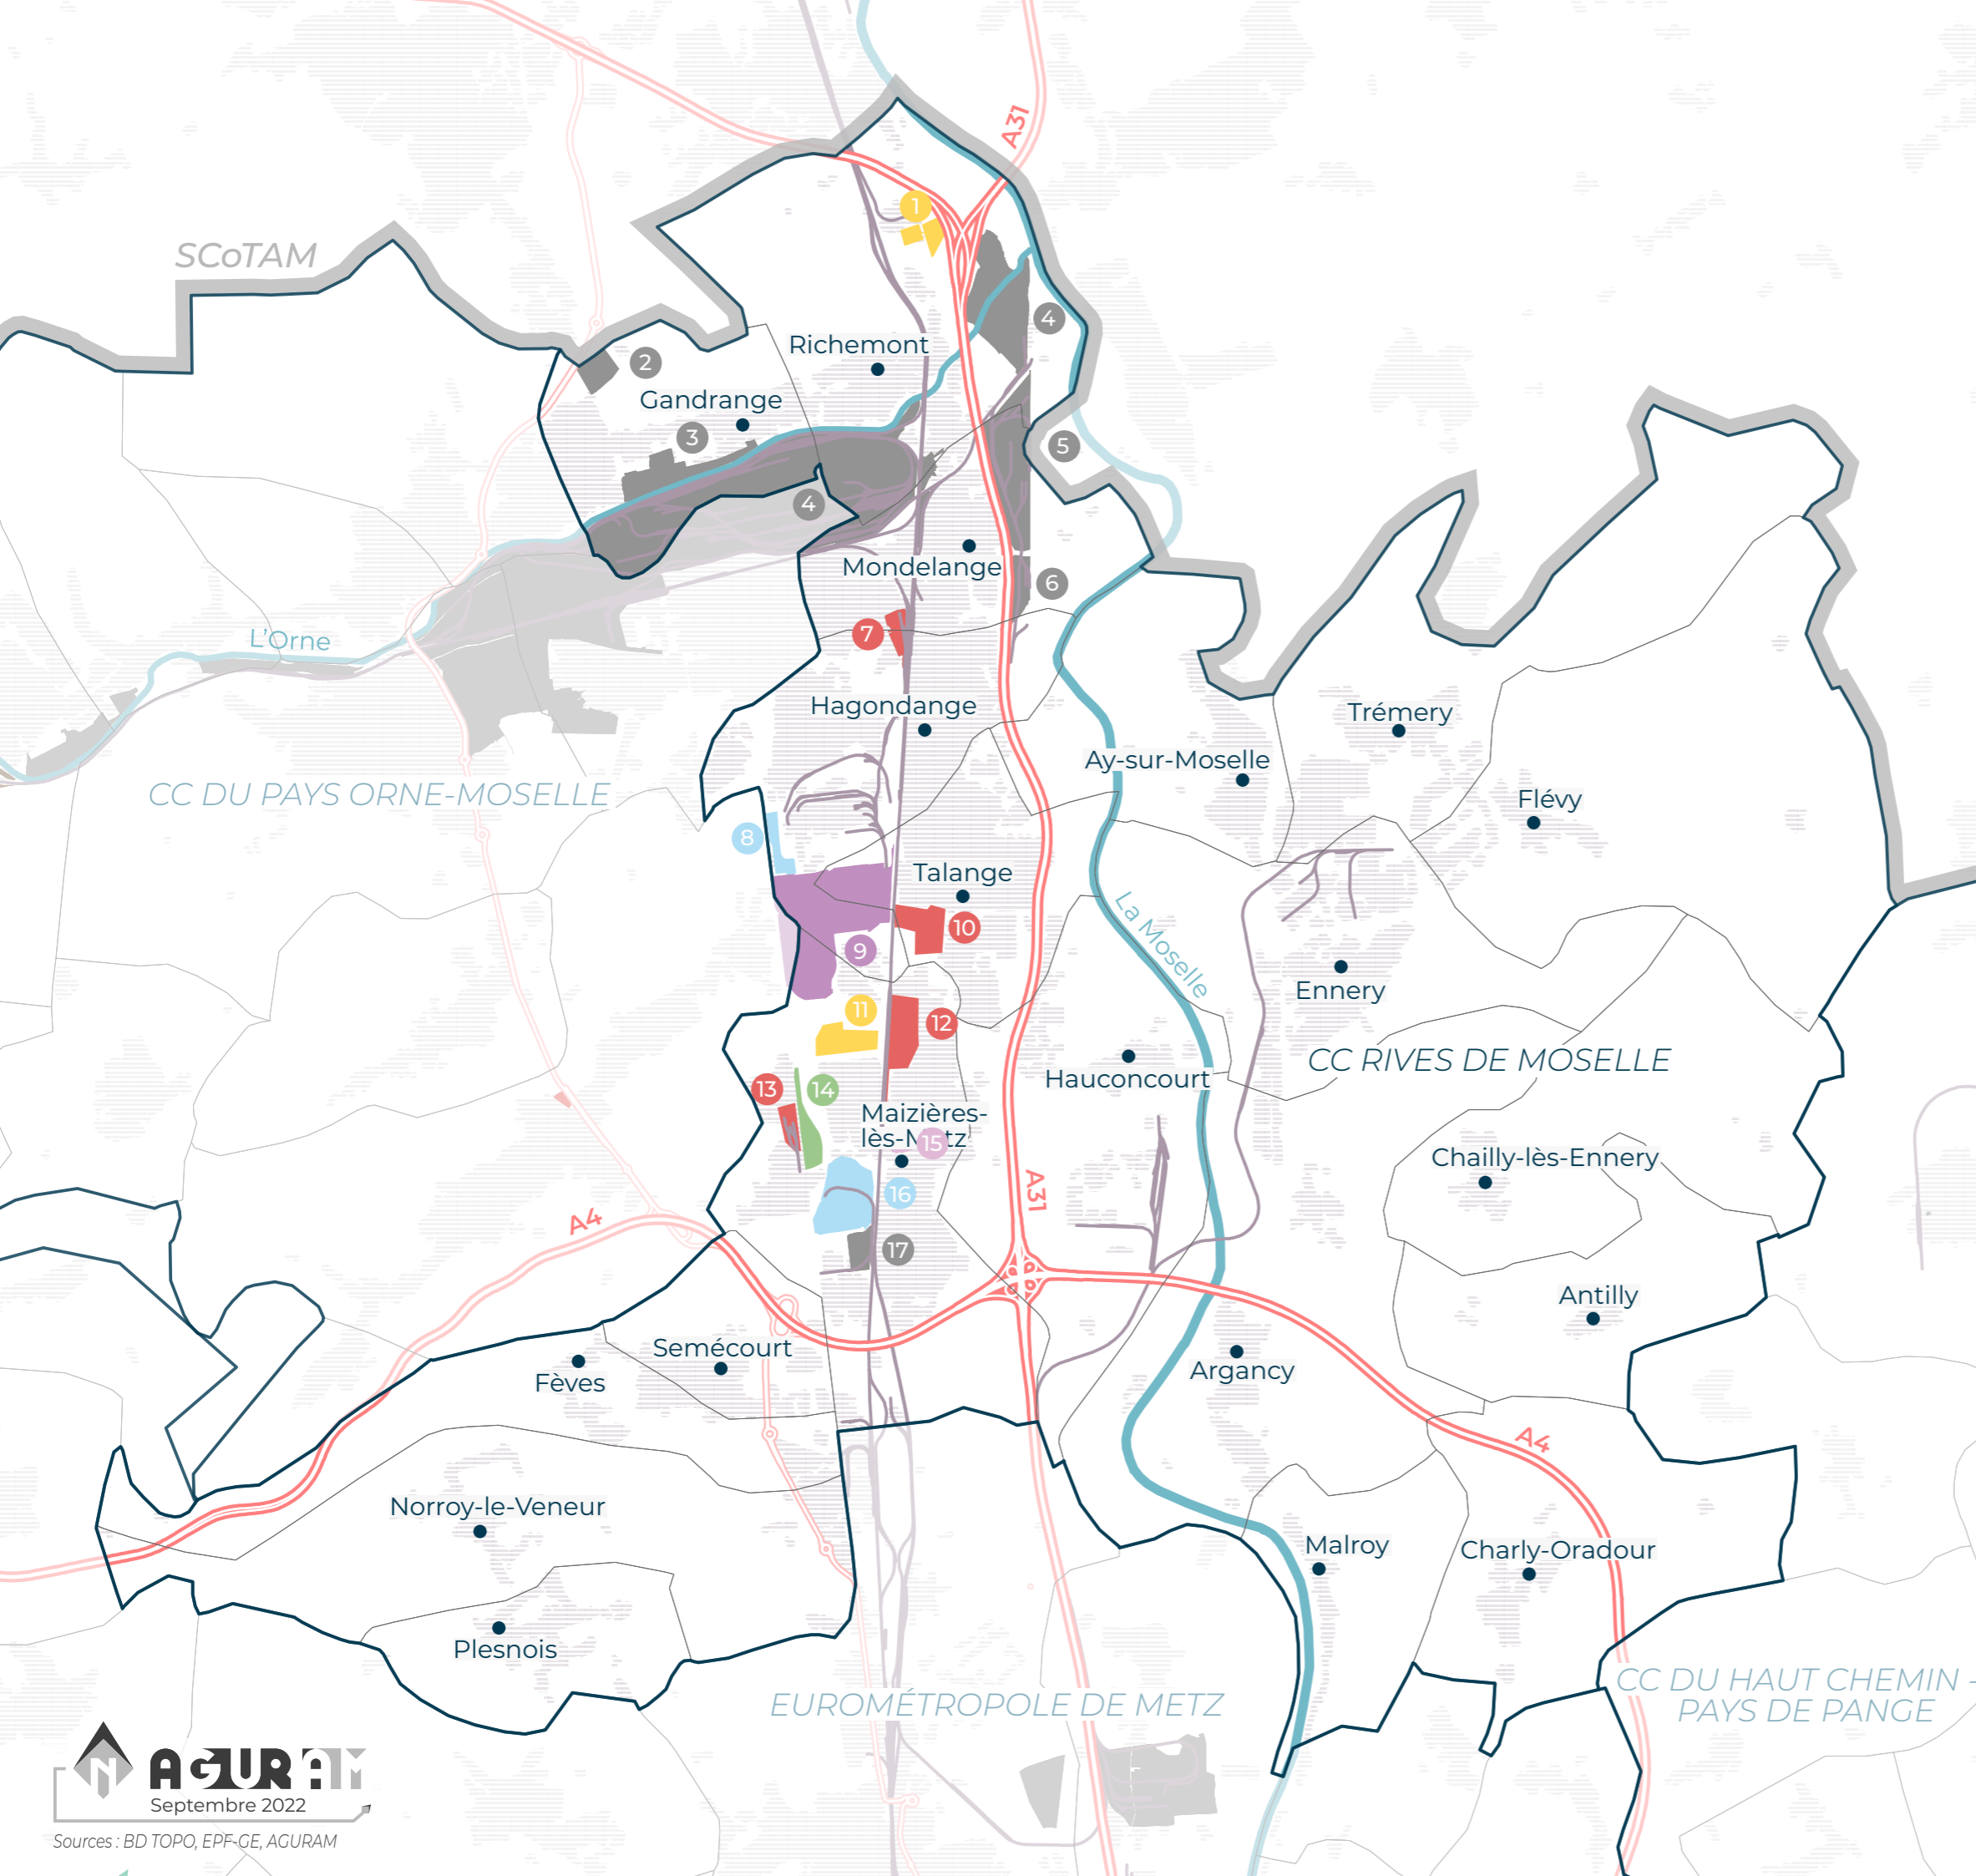 A31
1
SCoTAM
4
Richemont
2
Gandrange
3
5
4
Mondelange
6
7
L'Orne
Hagondange
Trémery
Ay-sur-Moselle
CC DU PAYS ORNE-MOSELLE
Flévy
8
Talange
La Moselle
10
9
Ennery
11
12
CC RIVES DE MOSELLE
Hauconcourt
13
14
Maizières-
lès-Metz
15
Chailly-lès-Ennery
A31
16
A4
17
Antilly
Semécourt
Fèves
Argancy
A4
Norroy-le-Veneur
Malroy
Charly-Oradour
Plesnois
CC DU HAUT CHEMIN -
PAYS DE PANGE
EUROMÉTROPOLE DE METZ
N
AGURAM
Septembre 2022
Sources : BD TOPO, EPF-GE, AGURAM